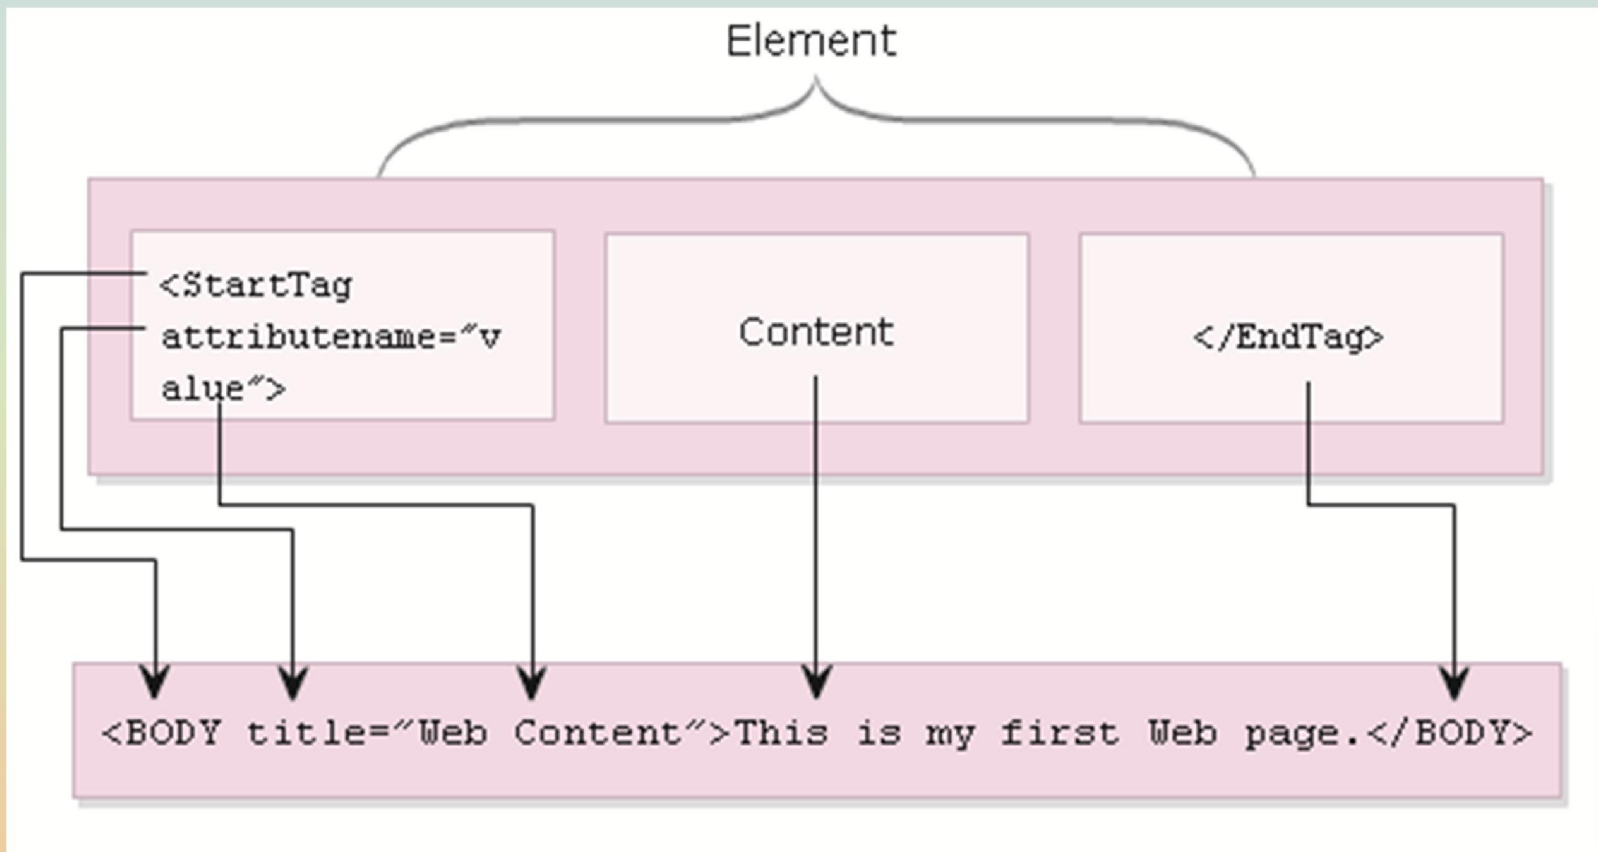 Element
<StartTag
attributename="v
alue">
Content
</EndTag>
<BODY title="Web Content">This is my first Web page.</BODY>